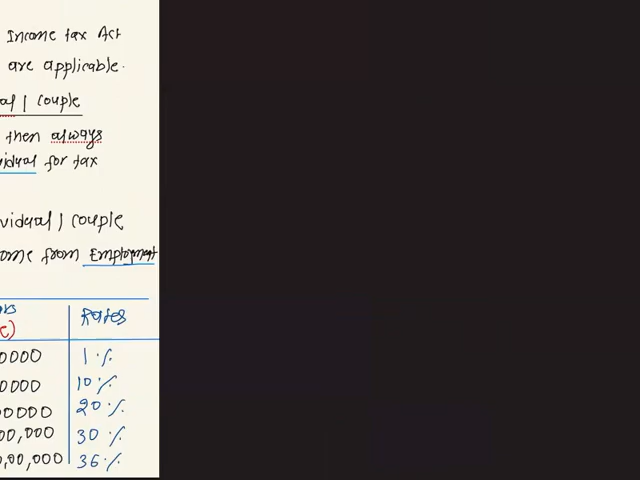 Income tax Act
are applicable.
al | couple
then always
vidual for tax
vidual | couple
ome from Employment
Rates
c)
0000 1 %
0000 10 %
00000 20 %
00,000 30 %
0,00,000 36 %